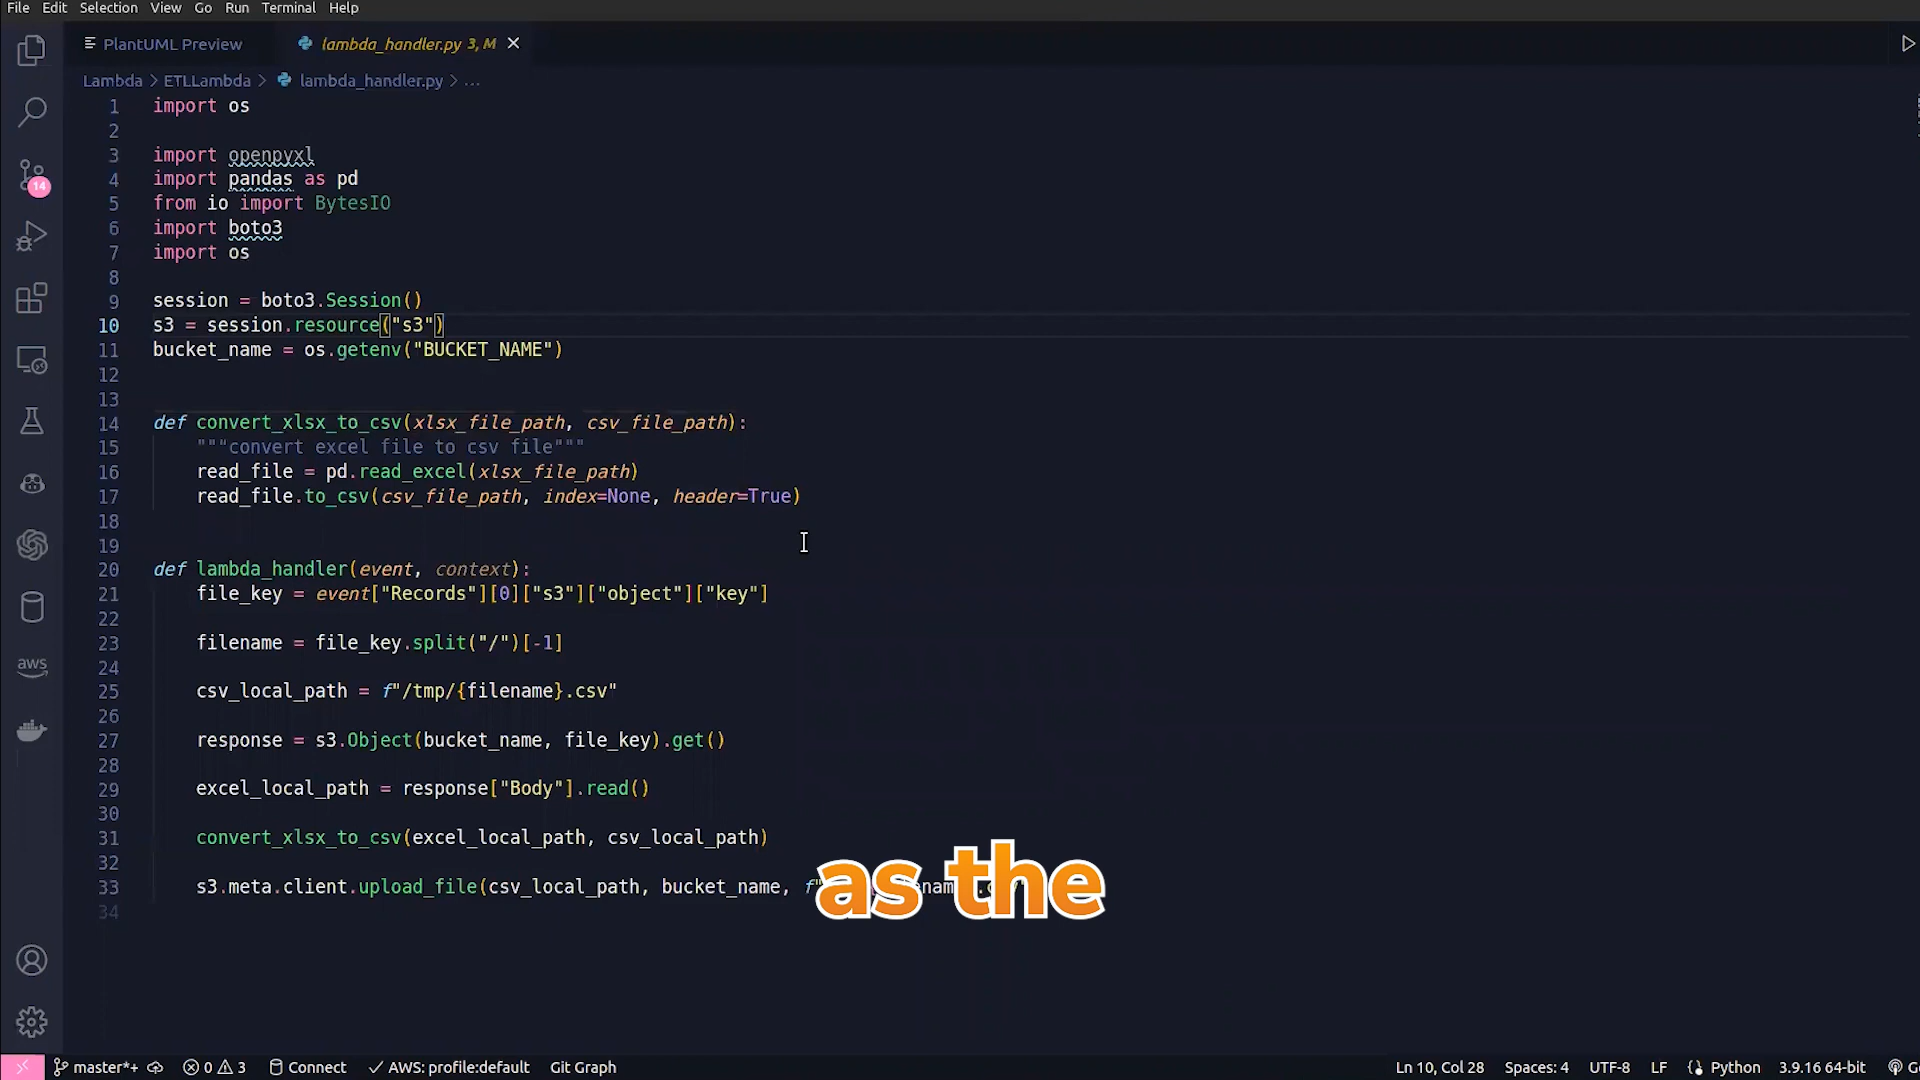 File Edit Selection View Go Run Terminal Help
PlantUML Preview
lambda_handler.py 3, M
Lambda > ETLLambda > lambda_handler.py > ...
1 import os
2
3 import openpyxl
4 import pandas as pd
5 from io import BytesIO
6 import boto3
7 import os
8
9 session = boto3.Session()
10 s3 = session.resource("s3")
11 bucket_name = os.getenv("BUCKET_NAME")
12
13
14 def convert_xlsx_to_csv(xlsx_file_path, csv_file_path):
15 """convert excel file to csv file"""
16 read_file = pd.read_excel(xlsx_file_path)
17 read_file.to_csv(csv_file_path, index=None, header=True)
18
19
20 def lambda_handler(event, context):
21 file_key = event["Records"][0]["s3"]["object"]["key"]
22
23 filename = file_key.split("/")[-1]
24
25 csv_local_path = f"/tmp/{filename}.csv"
26
27 response = s3.Object(bucket_name, file_key).get()
28
29 excel_local_path = response["Body"].read()
30
31 convert_xlsx_to_csv(excel_local_path, csv_local_path)
32
33 s3.meta.client.upload_file(csv_local_path, bucket_name, f"
34
as the
14
aws
master*+ 0 3 Connect AWS: profile:default Git Graph Ln 10, Col 28 Spaces: 4 UTF-8 LF Python 3.9.16 64-bit